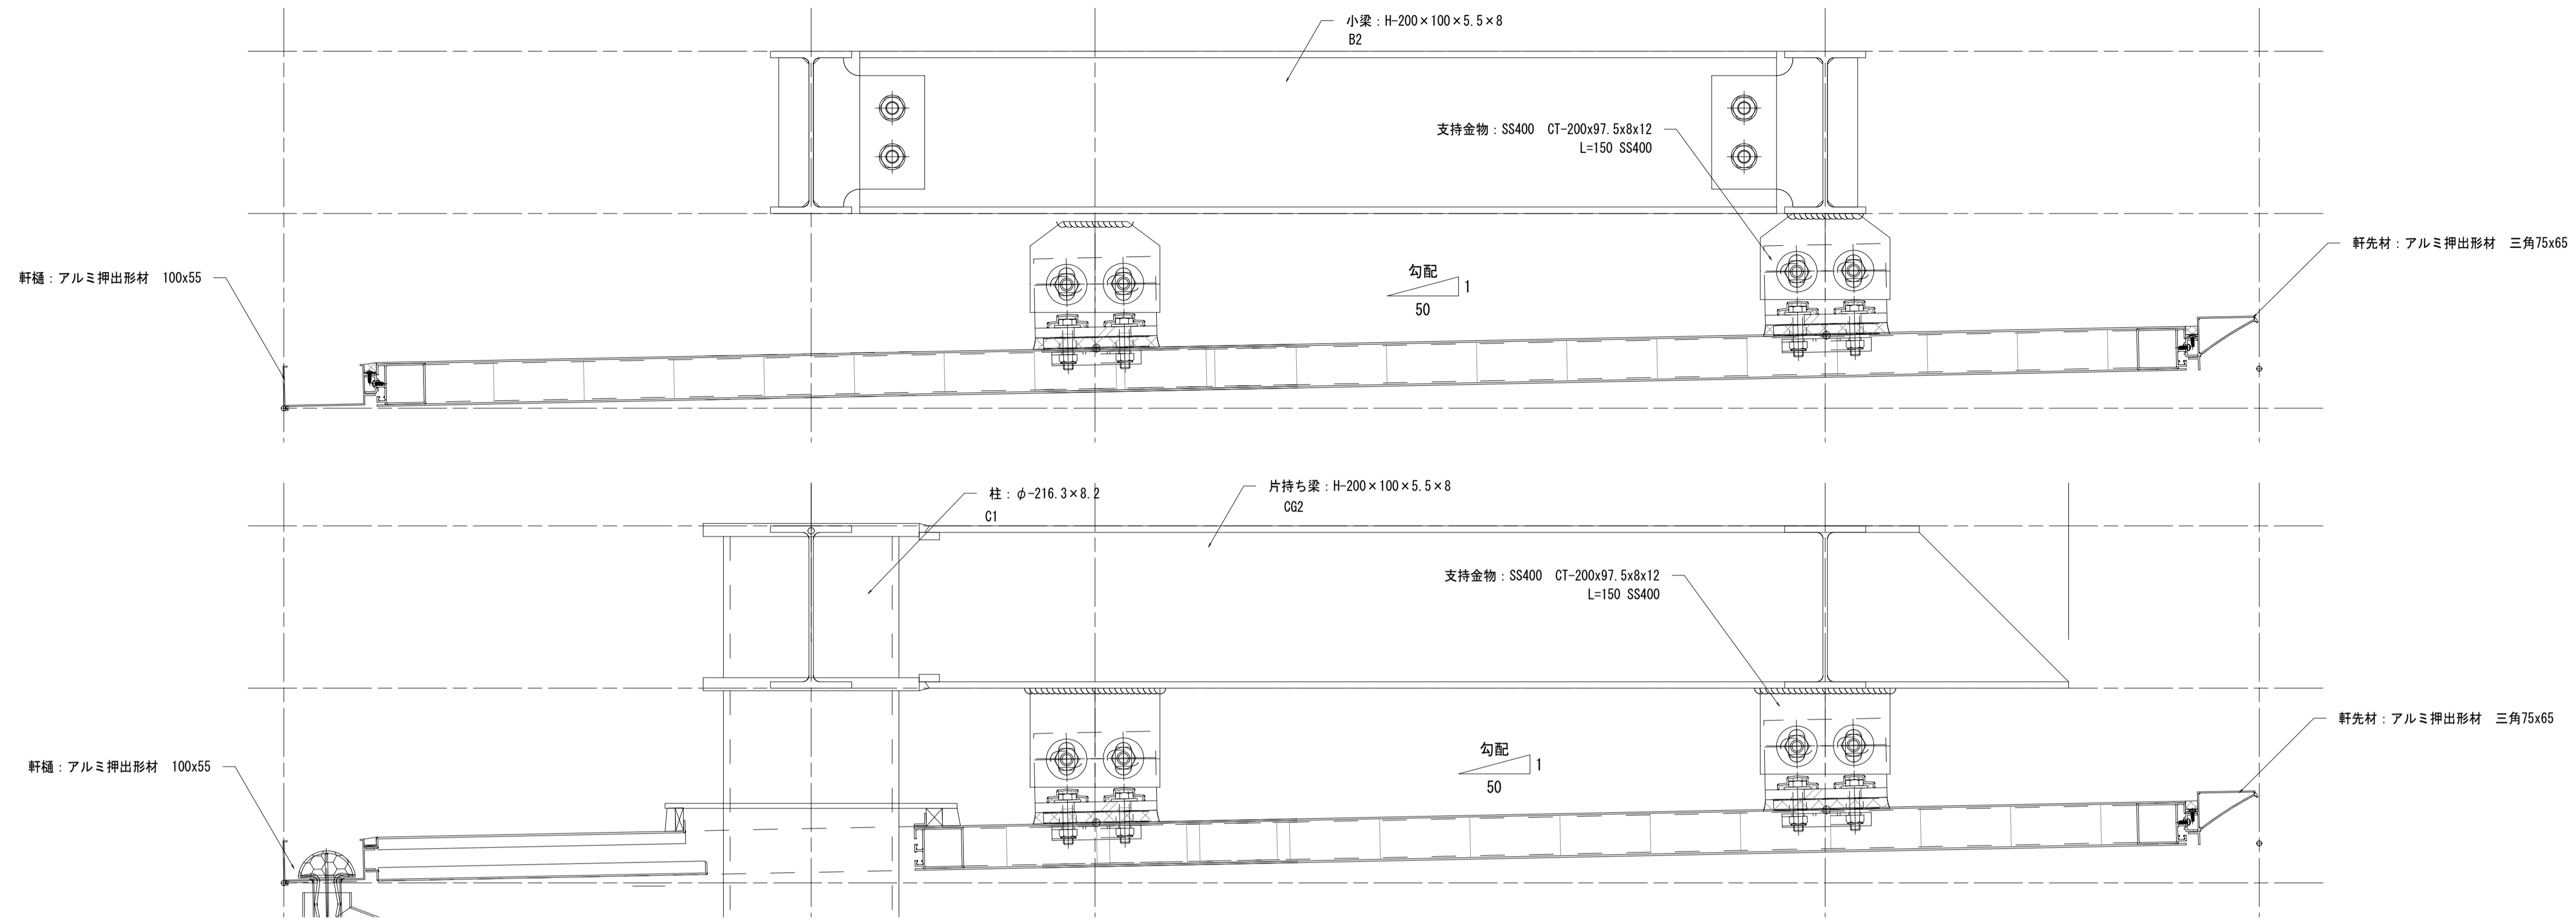 小梁：H-200×100×5.5×8
B2
支持金物：SS400　CT-200x97.5x8x12
L=150 SS400
軒先材：アルミ押出形材　三角75x65
軒樋：アルミ押出形材　100x55
勾配
1
50
柱：φ-216.3×8.2
C1
片持ち梁：H-200×100×5.5×8
CG2
支持金物：SS400　CT-200x97.5x8x12
L=150 SS400
軒先材：アルミ押出形材　三角75x65
軒樋：アルミ押出形材　100x55
勾配
1
50